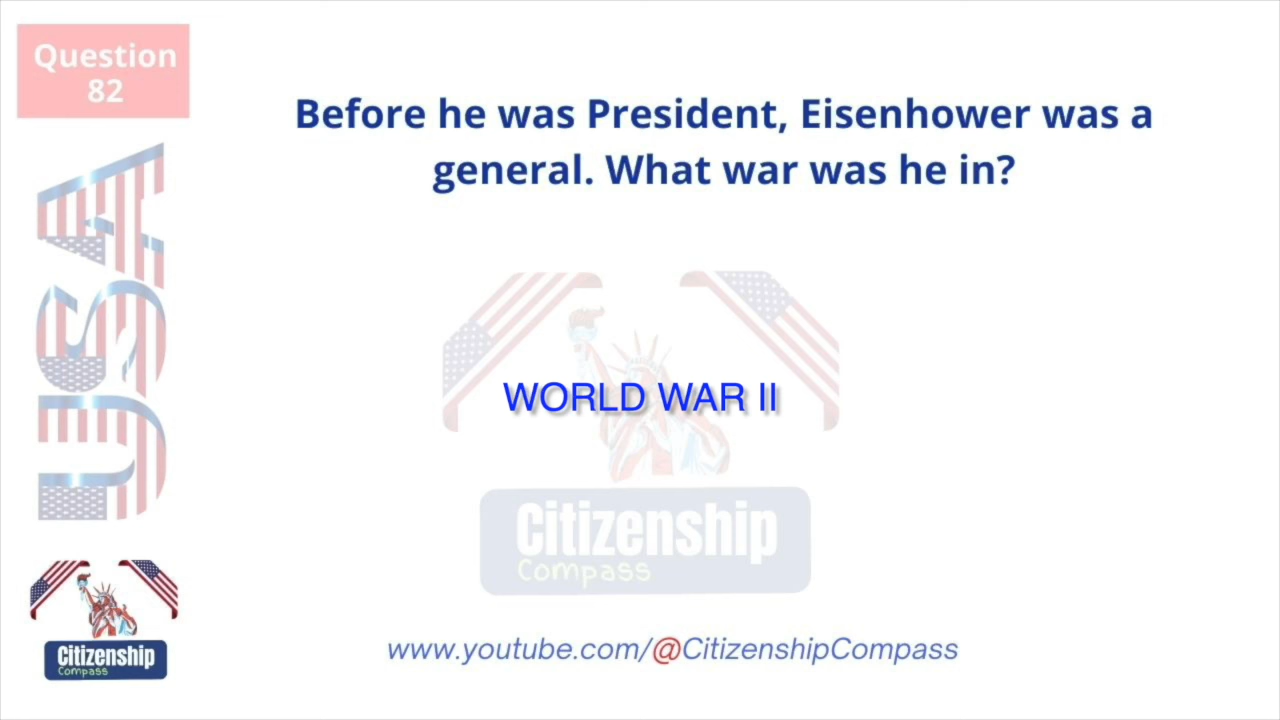 Question
82
Before he was President, Eisenhower was a
general. What war was he in?
USA
WORLD WAR II
Citizenship
Compass
Citizenship
Compass
www.youtube.com/@CitizenshipCompass